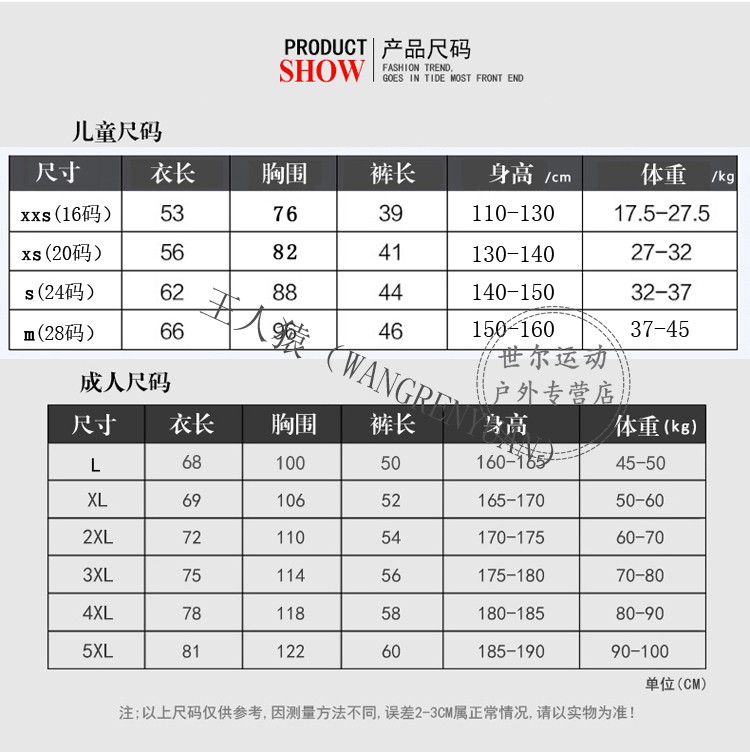 PRODUCT
SHOW
产品尺码
FASHION TREND,
GOES IN TIDE MOST FRONT END
儿童尺码
尺寸 衣长 胸围 裤长 身高 /cm 体重 /kg
xxs(16码) 53 76 39 110-130 17.5-27.5
xs(20码) 56 82 41 130-140 27-32
s(24码) 62 88 44 140-150 32-37
m(28码) 66 96 46 150-160 37-45
王人猿（WANGRENYUAN）
世尔运动
户外专营店
成人尺码
尺寸 衣长 胸围 裤长 身高 体重(kg)
L 68 100 50 160-165 45-50
XL 69 106 52 165-170 50-60
2XL 72 110 54 170-175 60-70
3XL 75 114 56 175-180 70-80
4XL 78 118 58 180-185 80-90
5XL 81 122 60 185-190 90-100
单位(CM)
注;以上尺码仅供参考,因测量方法不同,误差2-3CM属正常情况,请以实物为准!